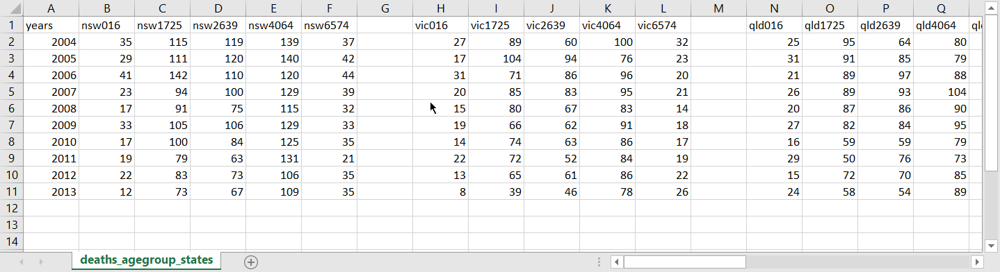 A B C D E F G H I J K L M N O P Q
1 years nsw016 nsw1725 nsw2639 nsw4064 nsw6574 vic016 vic1725 vic2639 vic4064 vic6574 qld016 qld1725 qld2639 qld4064
2 2004 35 115 119 139 37 27 89 60 100 32 25 95 64 80
3 2005 29 111 120 140 42 17 104 94 76 23 31 91 85 79
4 2006 41 142 110 120 44 31 71 86 96 20 21 89 97 88
5 2007 23 94 100 129 39 20 85 83 95 21 26 89 93 104
6 2008 17 91 75 115 32 15 80 67 83 14 20 87 86 90
7 2009 33 105 106 129 33 19 66 62 91 18 27 82 84 95
8 2010 17 100 84 125 35 14 74 63 86 17 16 59 59 79
9 2011 19 79 63 131 21 22 72 52 84 19 29 50 76 73
10 2012 22 83 73 106 35 13 65 61 86 22 15 72 70 85
11 2013 12 73 67 109 35 8 39 46 78 26 24 58 54 89
12
13
14
deaths_agegroup_states